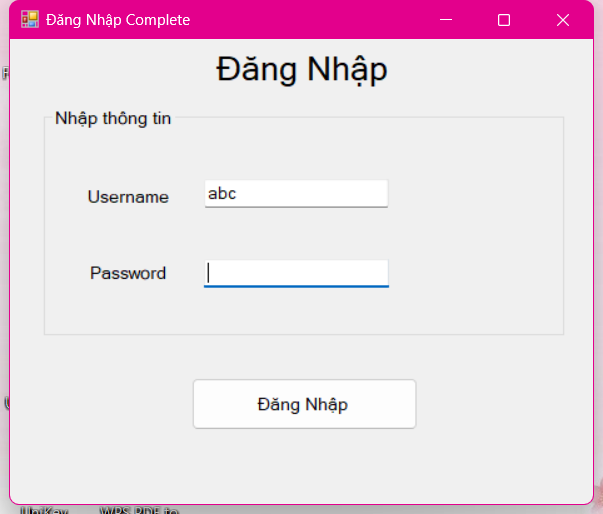 Đăng Nhập Complete
Đăng Nhập
Nhập thông tin
Username
abc
Password
Đăng Nhập
UniKey
WPS PDF to